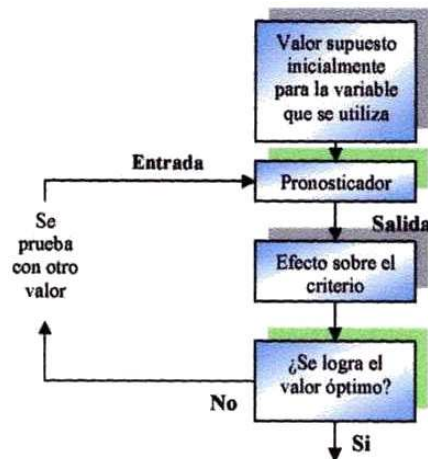 Valor supuesto
inicialmente
para la variable
que se utiliza
Entrada
Pronosticador
Salida
Se
prueba
con otro
valor
Efecto sobre el
criterio
¿Se logra el
valor óptimo?
No
Si